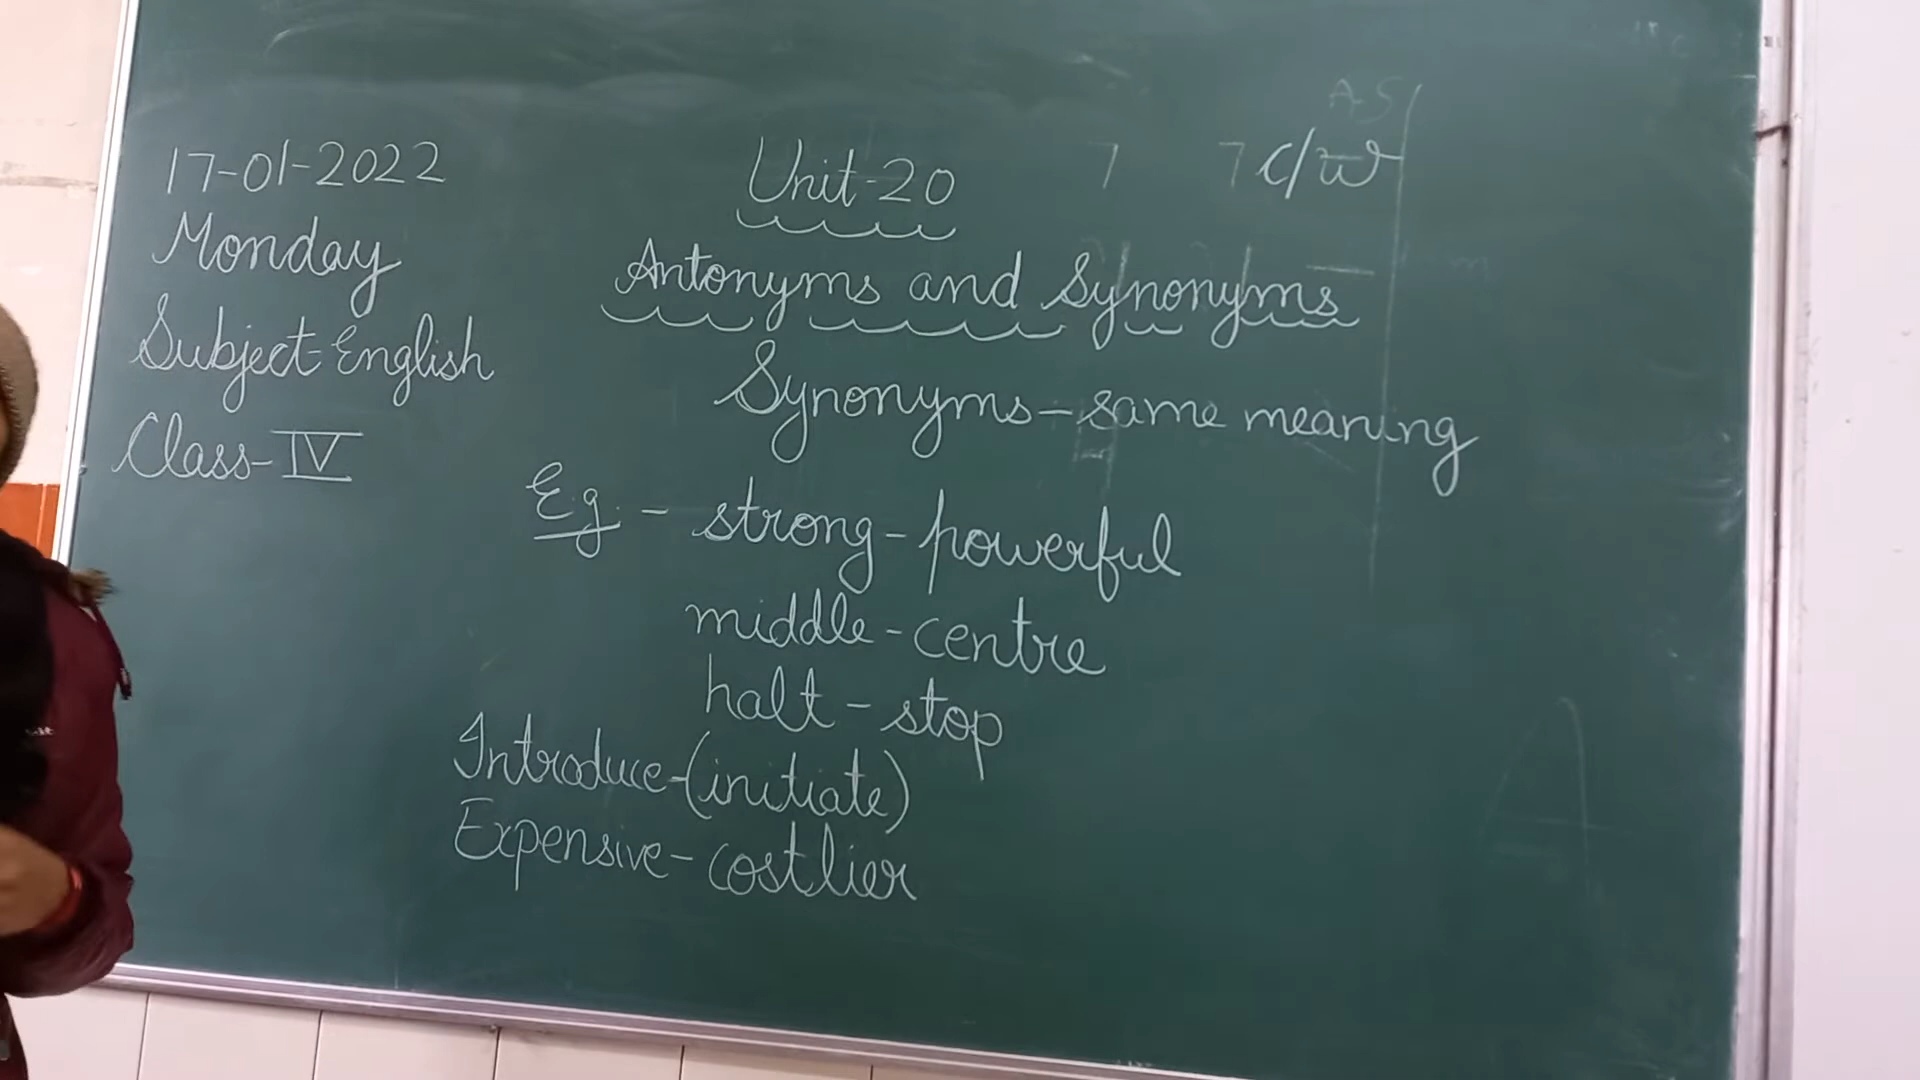 17-01-2022
Monday
Subject-English
Class-IV
Unit-20
c/w
Antonyms and Synonyms
Synonyms-same meaning
E.g. - strong-powerful
middle-centre
halt-stop
Introduce-(initiate)
Expensive-costlier